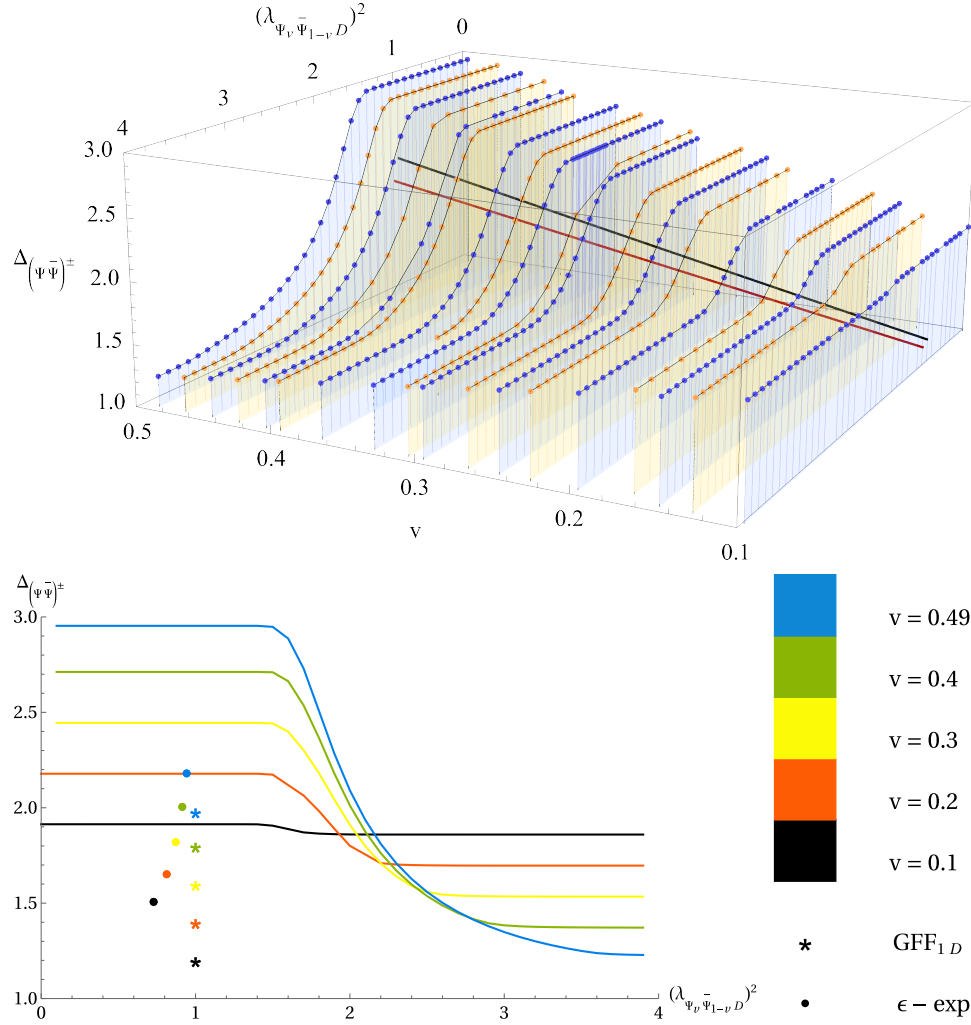 (λ_{Ψ_v Ψ̄_{1−v} D})²
0
1
2
3
4
3.0
2.5
Δ_{(Ψ Ψ̄)^±}
2.0
1.5
1.0
0.5
0.4
0.3
0.2
0.1
v
Δ_{(Ψ Ψ̄)^±}
3.0
2.5
2.0
1.5
1.0
0 1 2 3 4
(λ_{Ψ_v Ψ̄_{1−v} D})²
v = 0.49
v = 0.4
v = 0.3
v = 0.2
v = 0.1
* GFF_{1 D}
• ϵ − exp